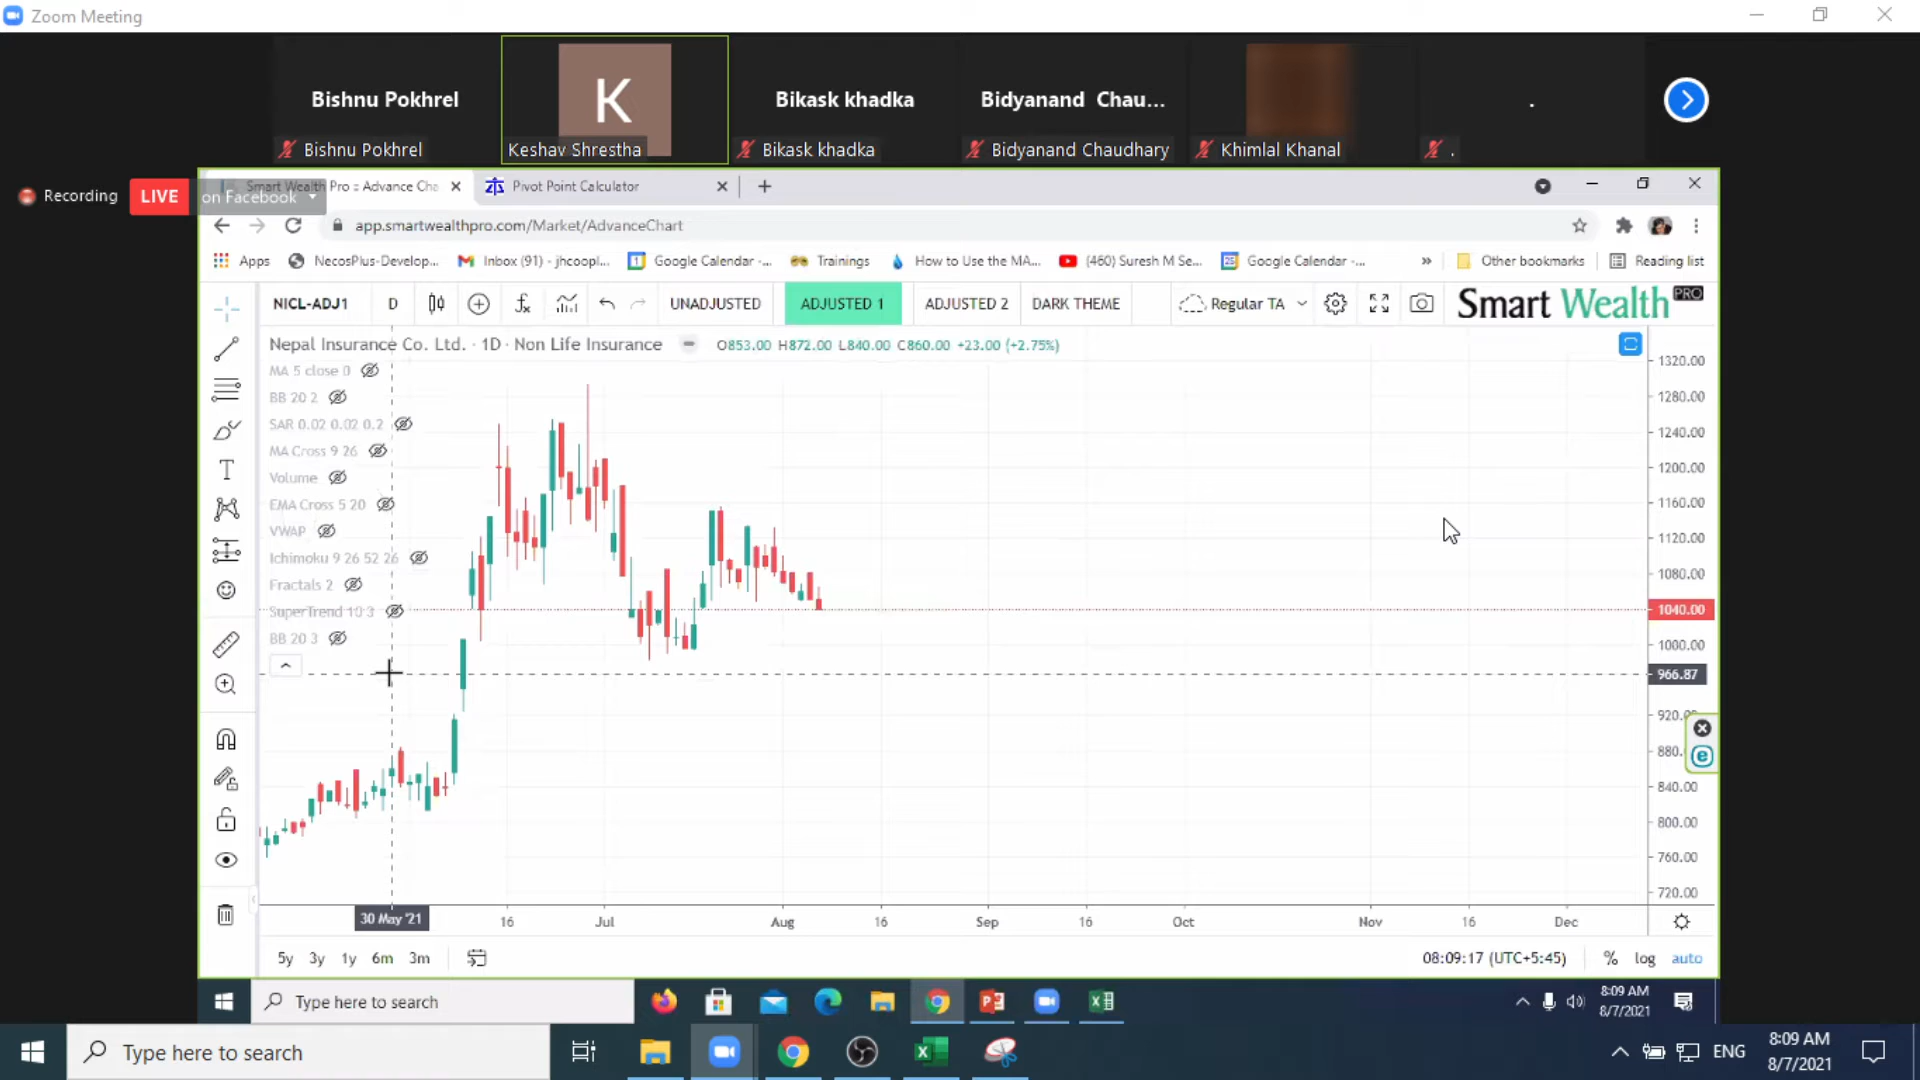 Zoom Meeting
Bishnu Pokhrel
K
Bikask khadka
Bidyanand Chau...
.
Bishnu Pokhrel
Keshav Shrestha
Bikask khadka
Bidyanand Chaudhary
Khimlal Khanal
.
Recording
LIVE
on Facebook
Smart Wealth Pro :: Advance Cha
Pivot Point Calculator
app.smartwealthpro.com/Market/AdvanceChart
Apps
NecosPlus-Develop...
Inbox (91) - jhcoopl...
Google Calendar -...
Trainings
How to Use the MA...
(460) Suresh M Se...
Google Calendar -...
»
Other bookmarks
Reading list
NICL-ADJ1
D
UNADJUSTED
ADJUSTED 1
ADJUSTED 2
DARK THEME
Regular TA
Smart Wealth PRO
Nepal Insurance Co. Ltd. · 1D · Non Life Insurance
O853.00 H872.00 L840.00 C860.00 +23.00 (+2.75%)
MA 5 close 0
BB 20 2
SAR 0.02 0.02 0.2
MA Cross 9 26
Volume
EMA Cross 5 20
VWAP
Ichimoku 9 26 52 26
Fractals 2
SuperTrend 10 3
BB 20 3
1320.00
1280.00
1240.00
1200.00
1160.00
1120.00
1080.00
1040.00
1000.00
966.87
920.
880.
840.00
800.00
760.00
720.00
30 May '21
16
Jul
Aug
16
Sep
16
Oct
Nov
16
Dec
5y
3y
1y
6m
3m
08:09:17 (UTC+5:45)
%
log
auto
Type here to search
8:09 AM
8/7/2021
Type here to search
ENG
8:09 AM
8/7/2021